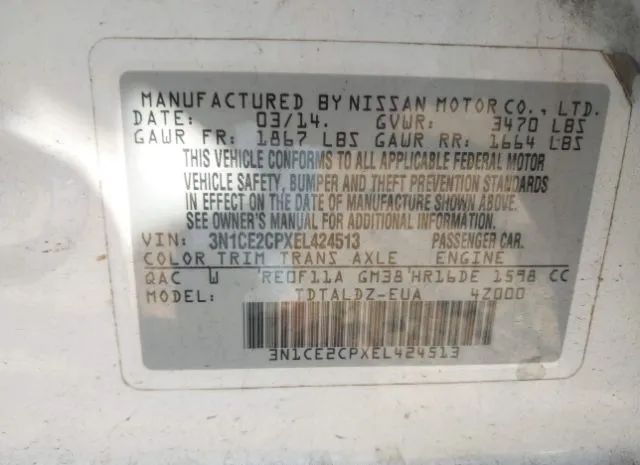 MANUFACTURED BY NISSAN MOTOR CO., LTD.
DATE: 03/14. GVWR: 3470 LBS
GAWR FR: 1867 LBS GAWR RR: 1664 LBS
THIS VEHICLE CONFORMS TO ALL APPLICABLE FEDERAL MOTOR
VEHICLE SAFETY, BUMPER AND THEFT PREVENTION STANDARDS
IN EFFECT ON THE DATE OF MANUFACTURE SHOWN ABOVE.
SEE OWNER'S MANUAL FOR ADDITIONAL INFORMATION.
VIN: 3N1CE2CPXEL424513 PASSENGER CAR.
COLOR TRIM TRANS AXLE ENGINE
QAC W RE0F11A GM38 HR16DE 1598 CC
MODEL: TDTALDZ-EUA 4Z000
3N1CE2CPXEL424513